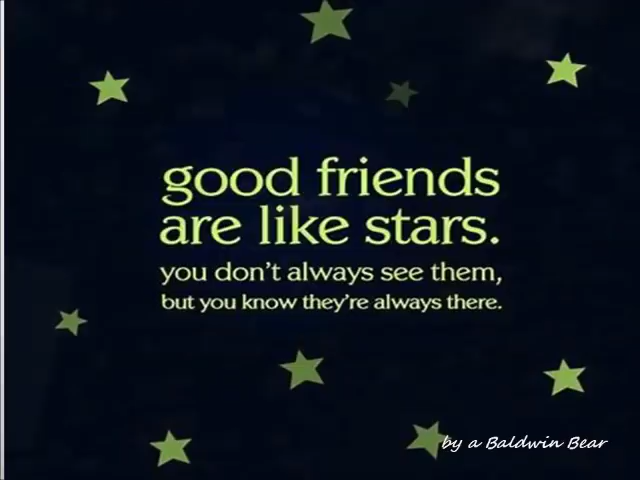 good friends
are like stars.
you don't always see them,
but you know they're always there.
by a Baldwin Bear